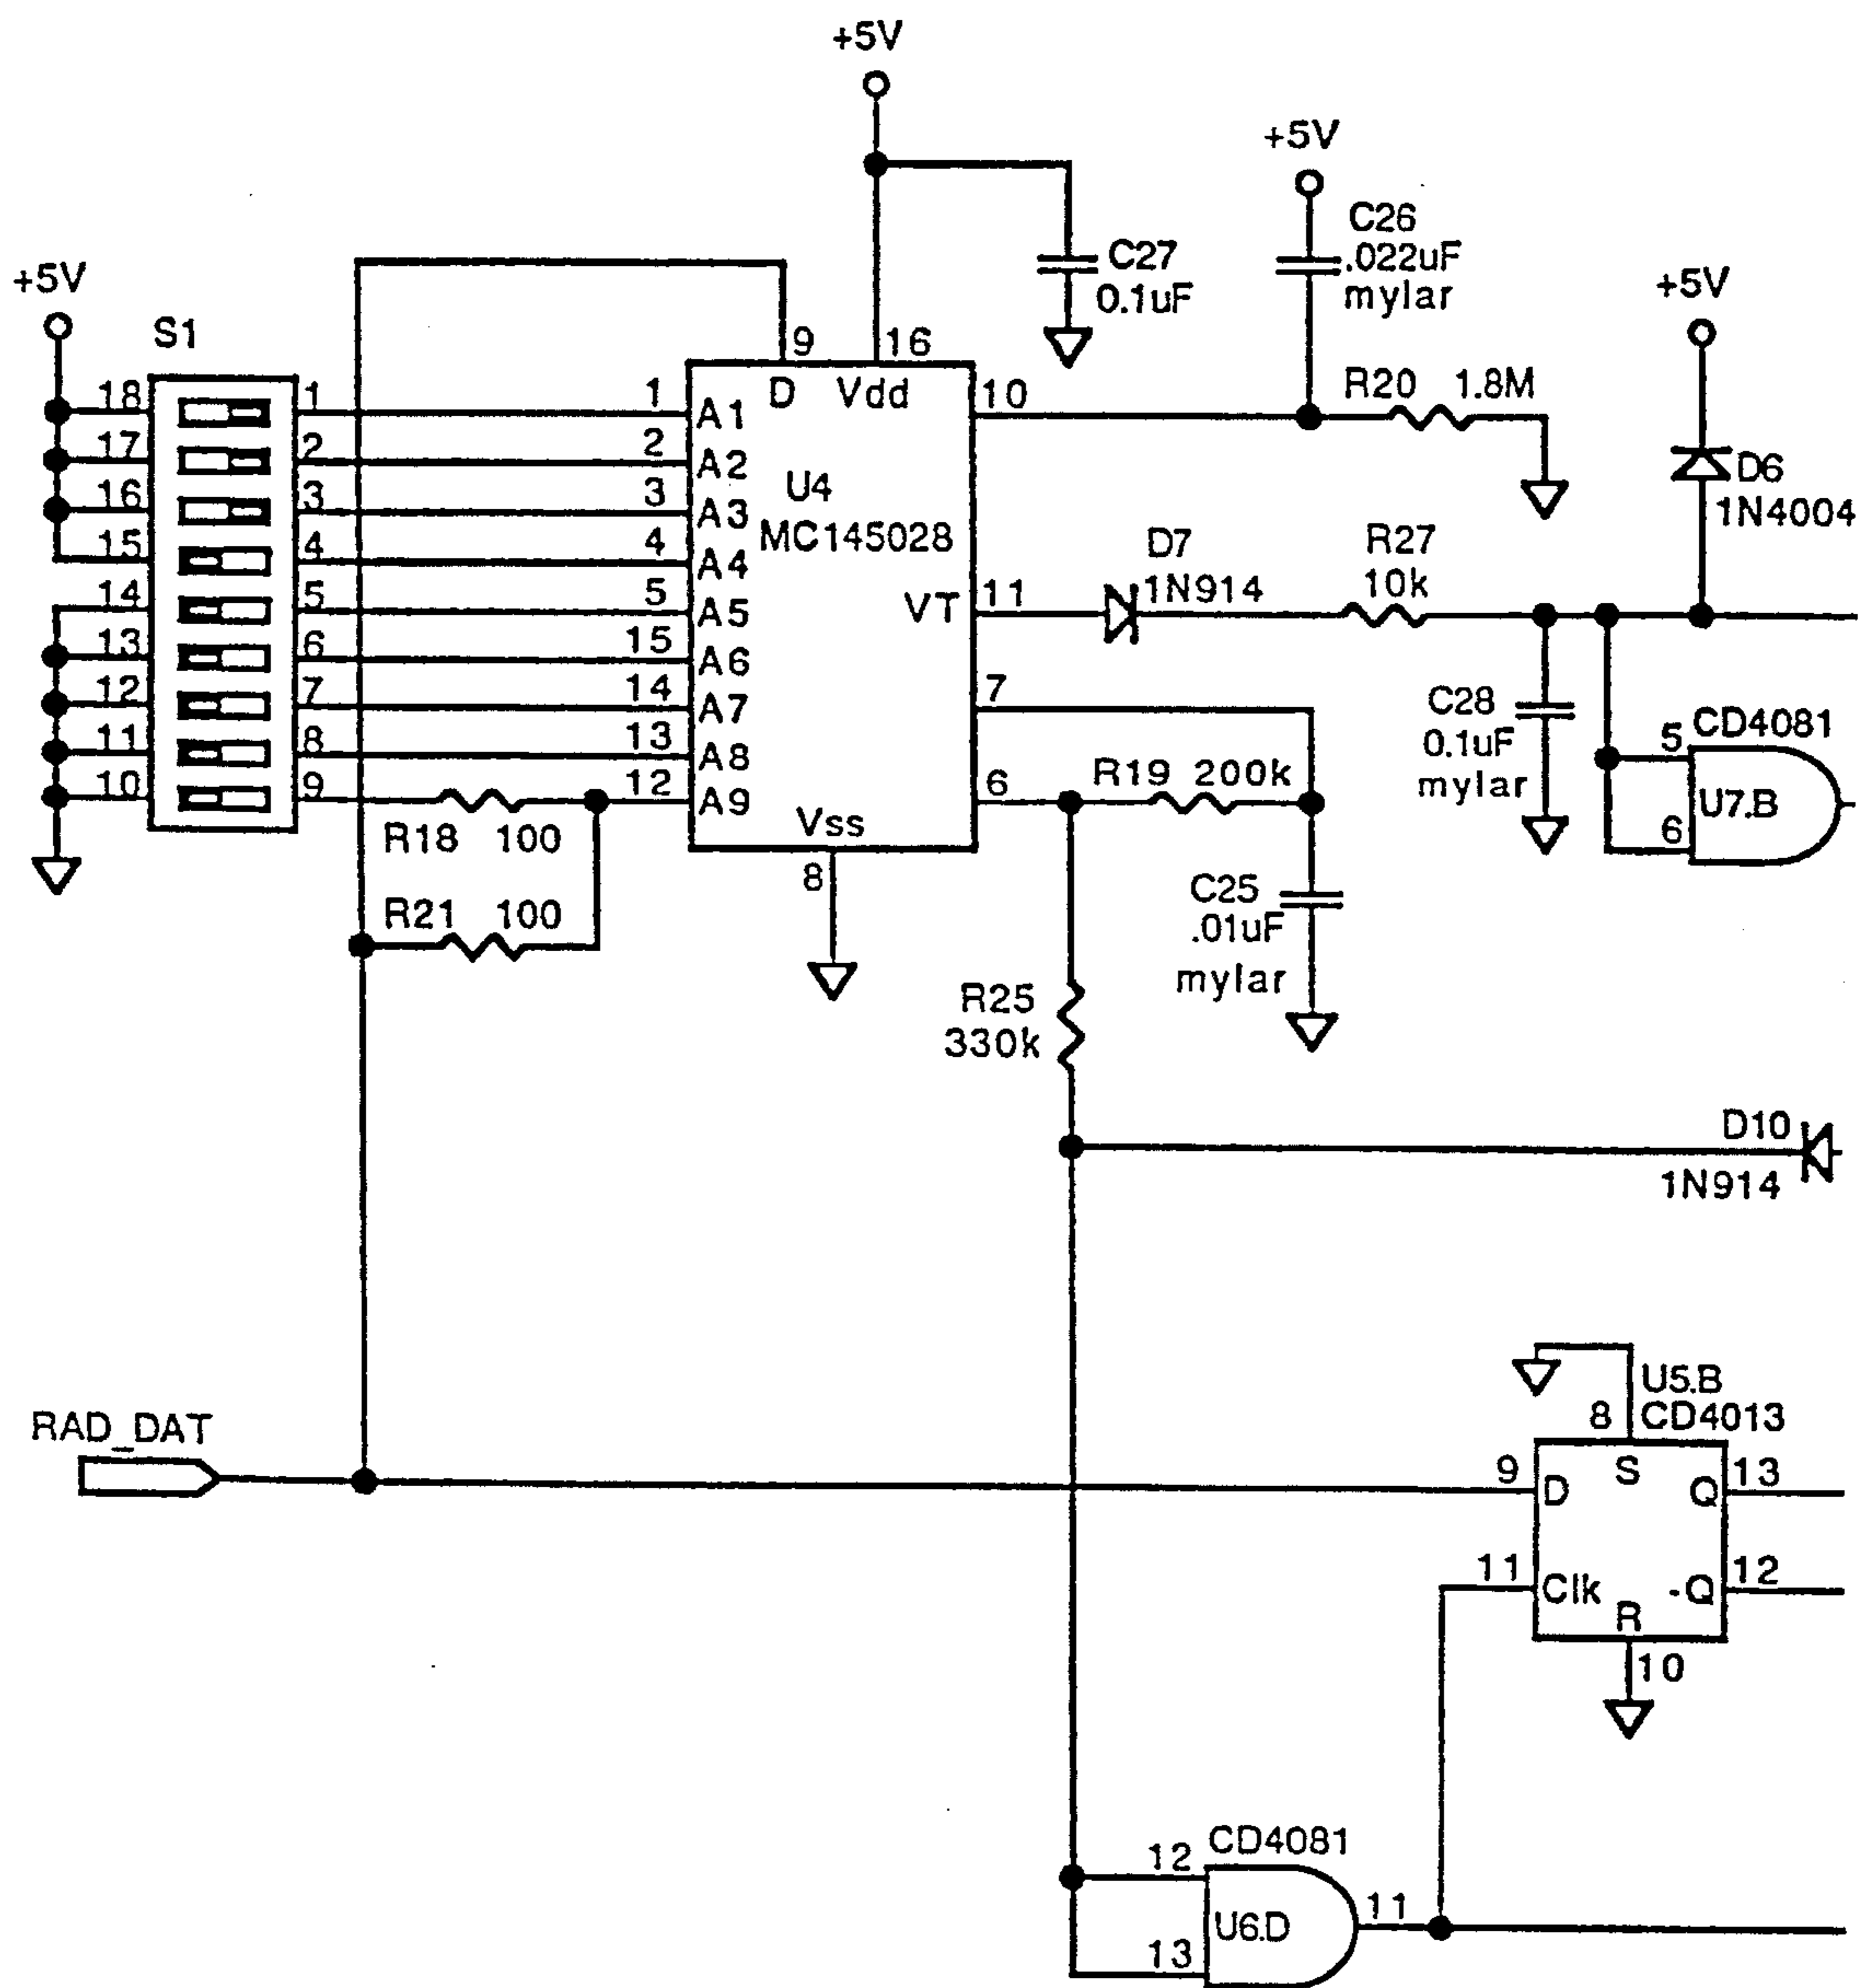 +5V
+5V
C26
.022uF
mylar
C27
0.1uF
+5V
S1
+5V
9
16
D
Vdd
10
R20 1.8M
18
1
1
A1
17
2
2
A2
16
3
3
A3
15
4
4
A4
14
5
5
A5
13
6
15
A6
12
7
14
A7
11
8
13
A8
10
9
12
A9
U4
MC145028
D6
1N4004
D7
1N914
R27
10k
VT
11
7
C28
0.1uF
mylar
CD4081
5
U7.B
6
R19 200k
6
Vss
8
R18 100
R21 100
C25
.01uF
mylar
R25
330k
D10
1N914
RAD_DAT
U5.B
CD4013
8
9
D
S
Q
13
11
Clk
-Q
12
R
10
CD4081
12
U6.D
11
13